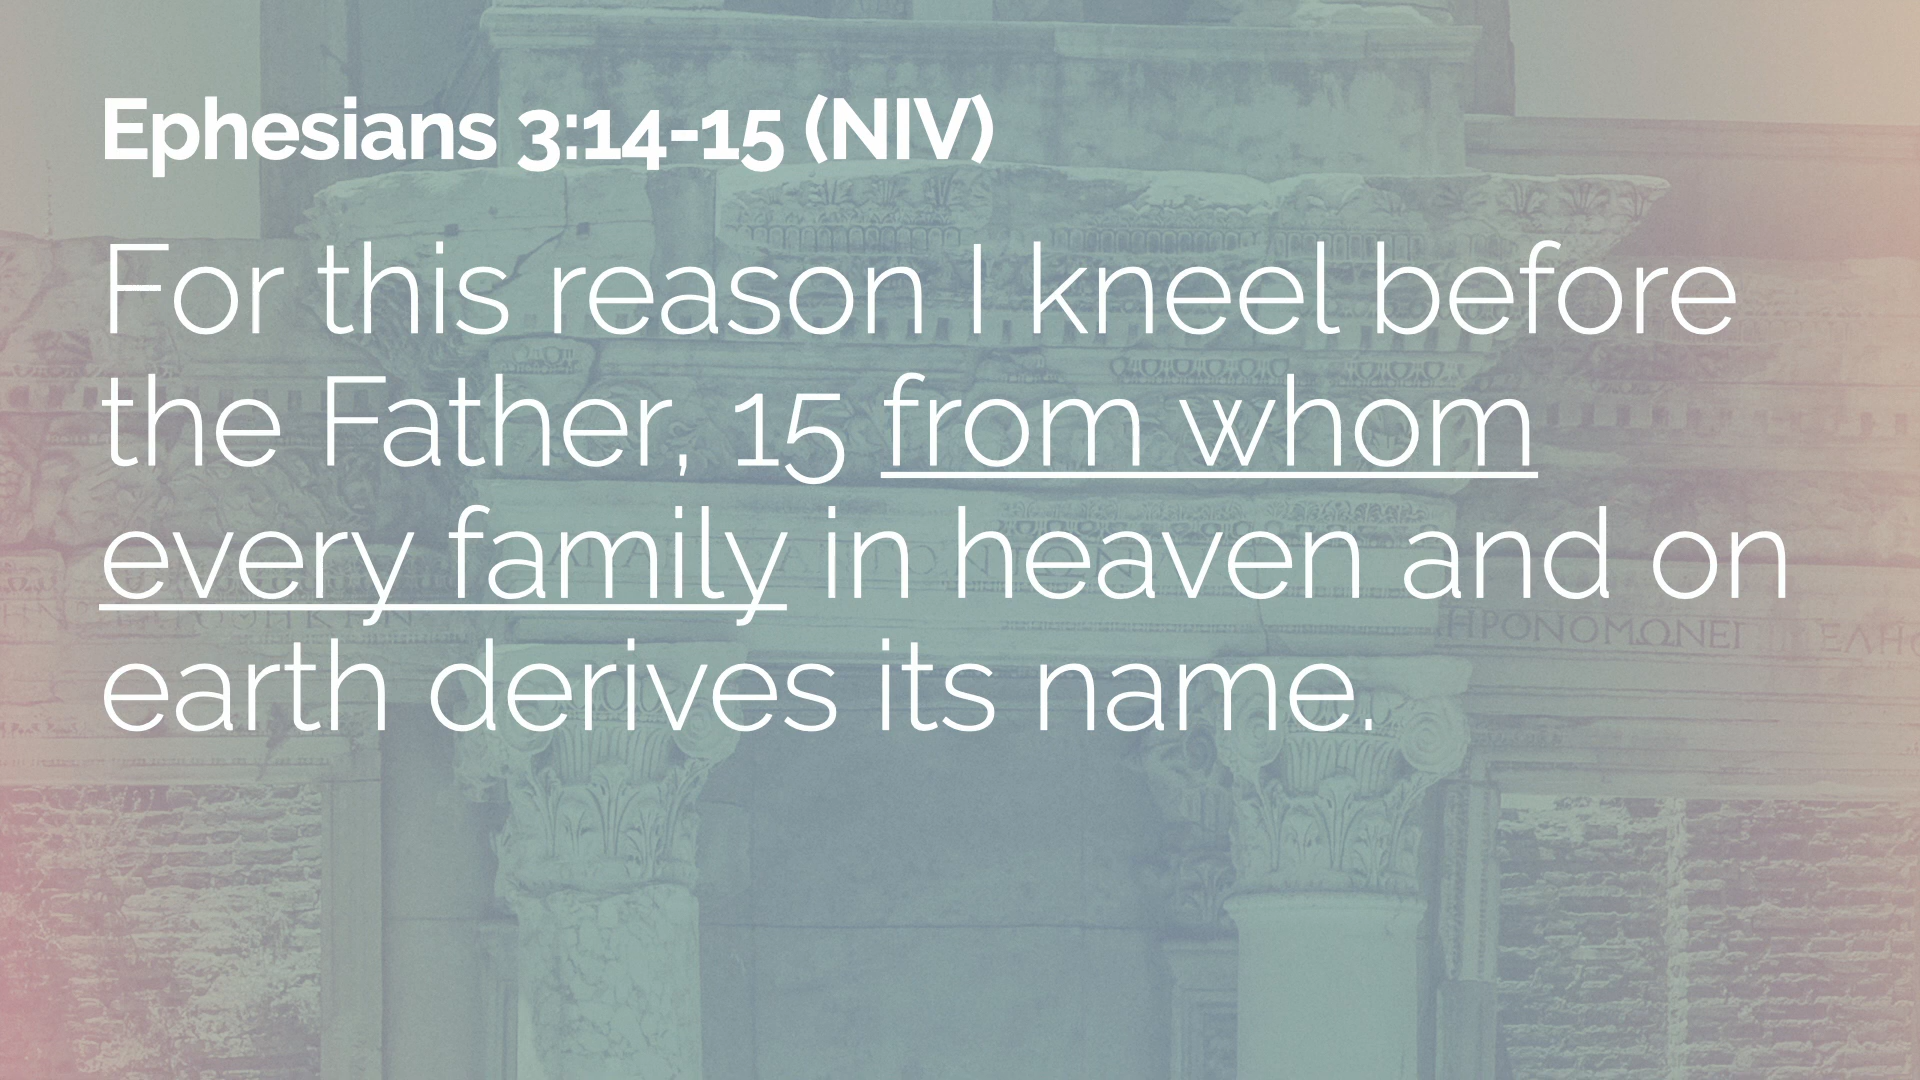 Ephesians 3:14-15 (NIV)
For this reason I kneel before
the Father, 15 from whom
every family in heaven and on
earth derives its name.
ΗΡΟΝΟΜΩΝΕΙ